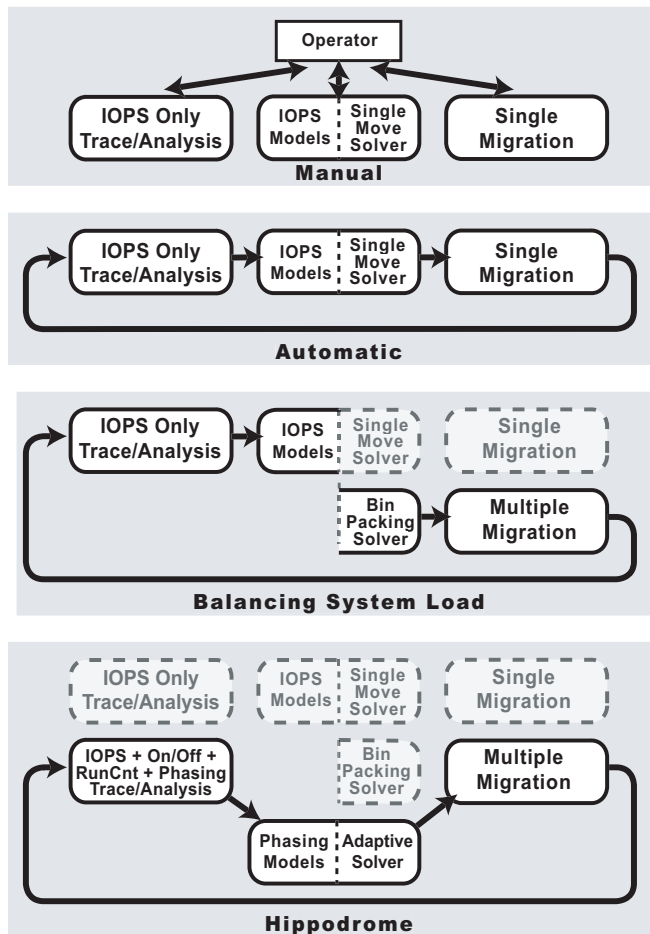 Operator
IOPS Only
Trace/Analysis
IOPS
Models
Single
Move
Solver
Single
Migration
Manual
IOPS Only
Trace/Analysis
IOPS
Models
Single
Move
Solver
Single
Migration
Automatic
IOPS Only
Trace/Analysis
IOPS
Models
Single
Move
Solver
Single
Migration
Bin
Packing
Solver
Multiple
Migration
Balancing System Load
IOPS Only
Trace/Analysis
IOPS
Models
Single
Move
Solver
Single
Migration
IOPS + On/Off +
RunCnt + Phasing
Trace/Analysis
Bin
Packing
Solver
Multiple
Migration
Phasing
Models
Adaptive
Solver
Hippodrome